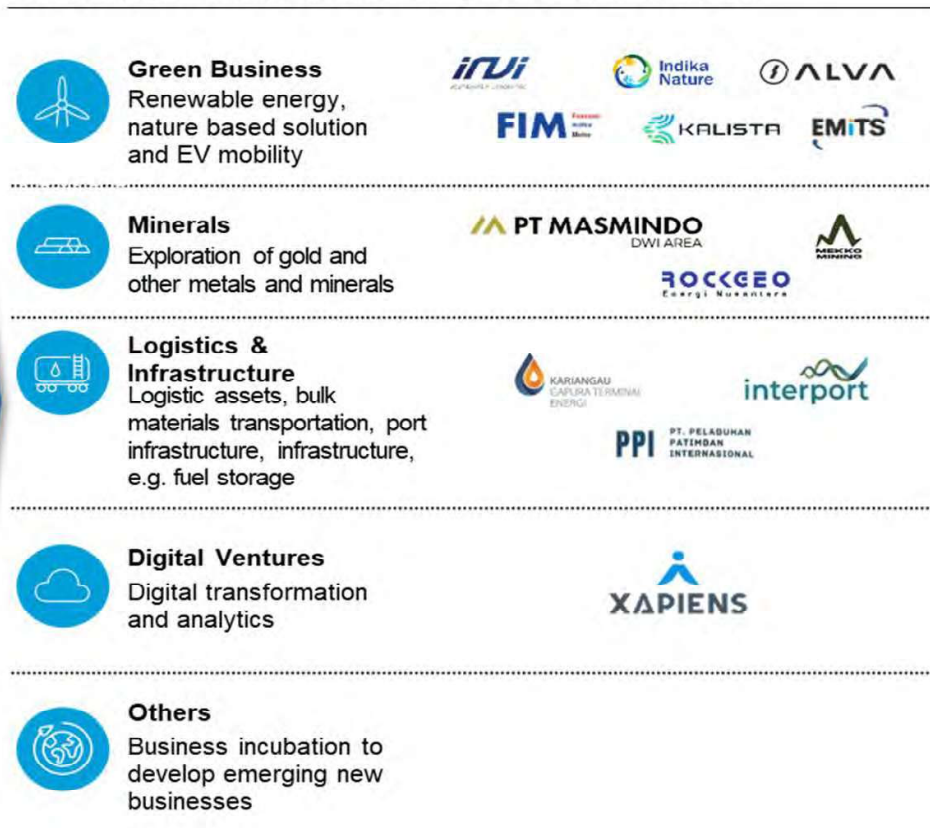 Green Business
Renewable energy,
nature based solution
and EV mobility
Indika
Nature
ALVA
FIM
KALISTA
EMiTS
Minerals
Exploration of gold and
other metals and minerals
PT MASMINDO
DWI AREA
MEKKO
MINING
ROCKGEO
Energi Nusantara
Logistics &
Infrastructure
Logistic assets, bulk
materials transportation, port
infrastructure, infrastructure,
e.g. fuel storage
KARIANGAU
GAPURA TERMINAL
ENERGI
interport
PPI
PT. PELABUHAN
PATIMBAN
INTERNASIONAL
Digital Ventures
Digital transformation
and analytics
XAPIENS
Others
Business incubation to
develop emerging new
businesses